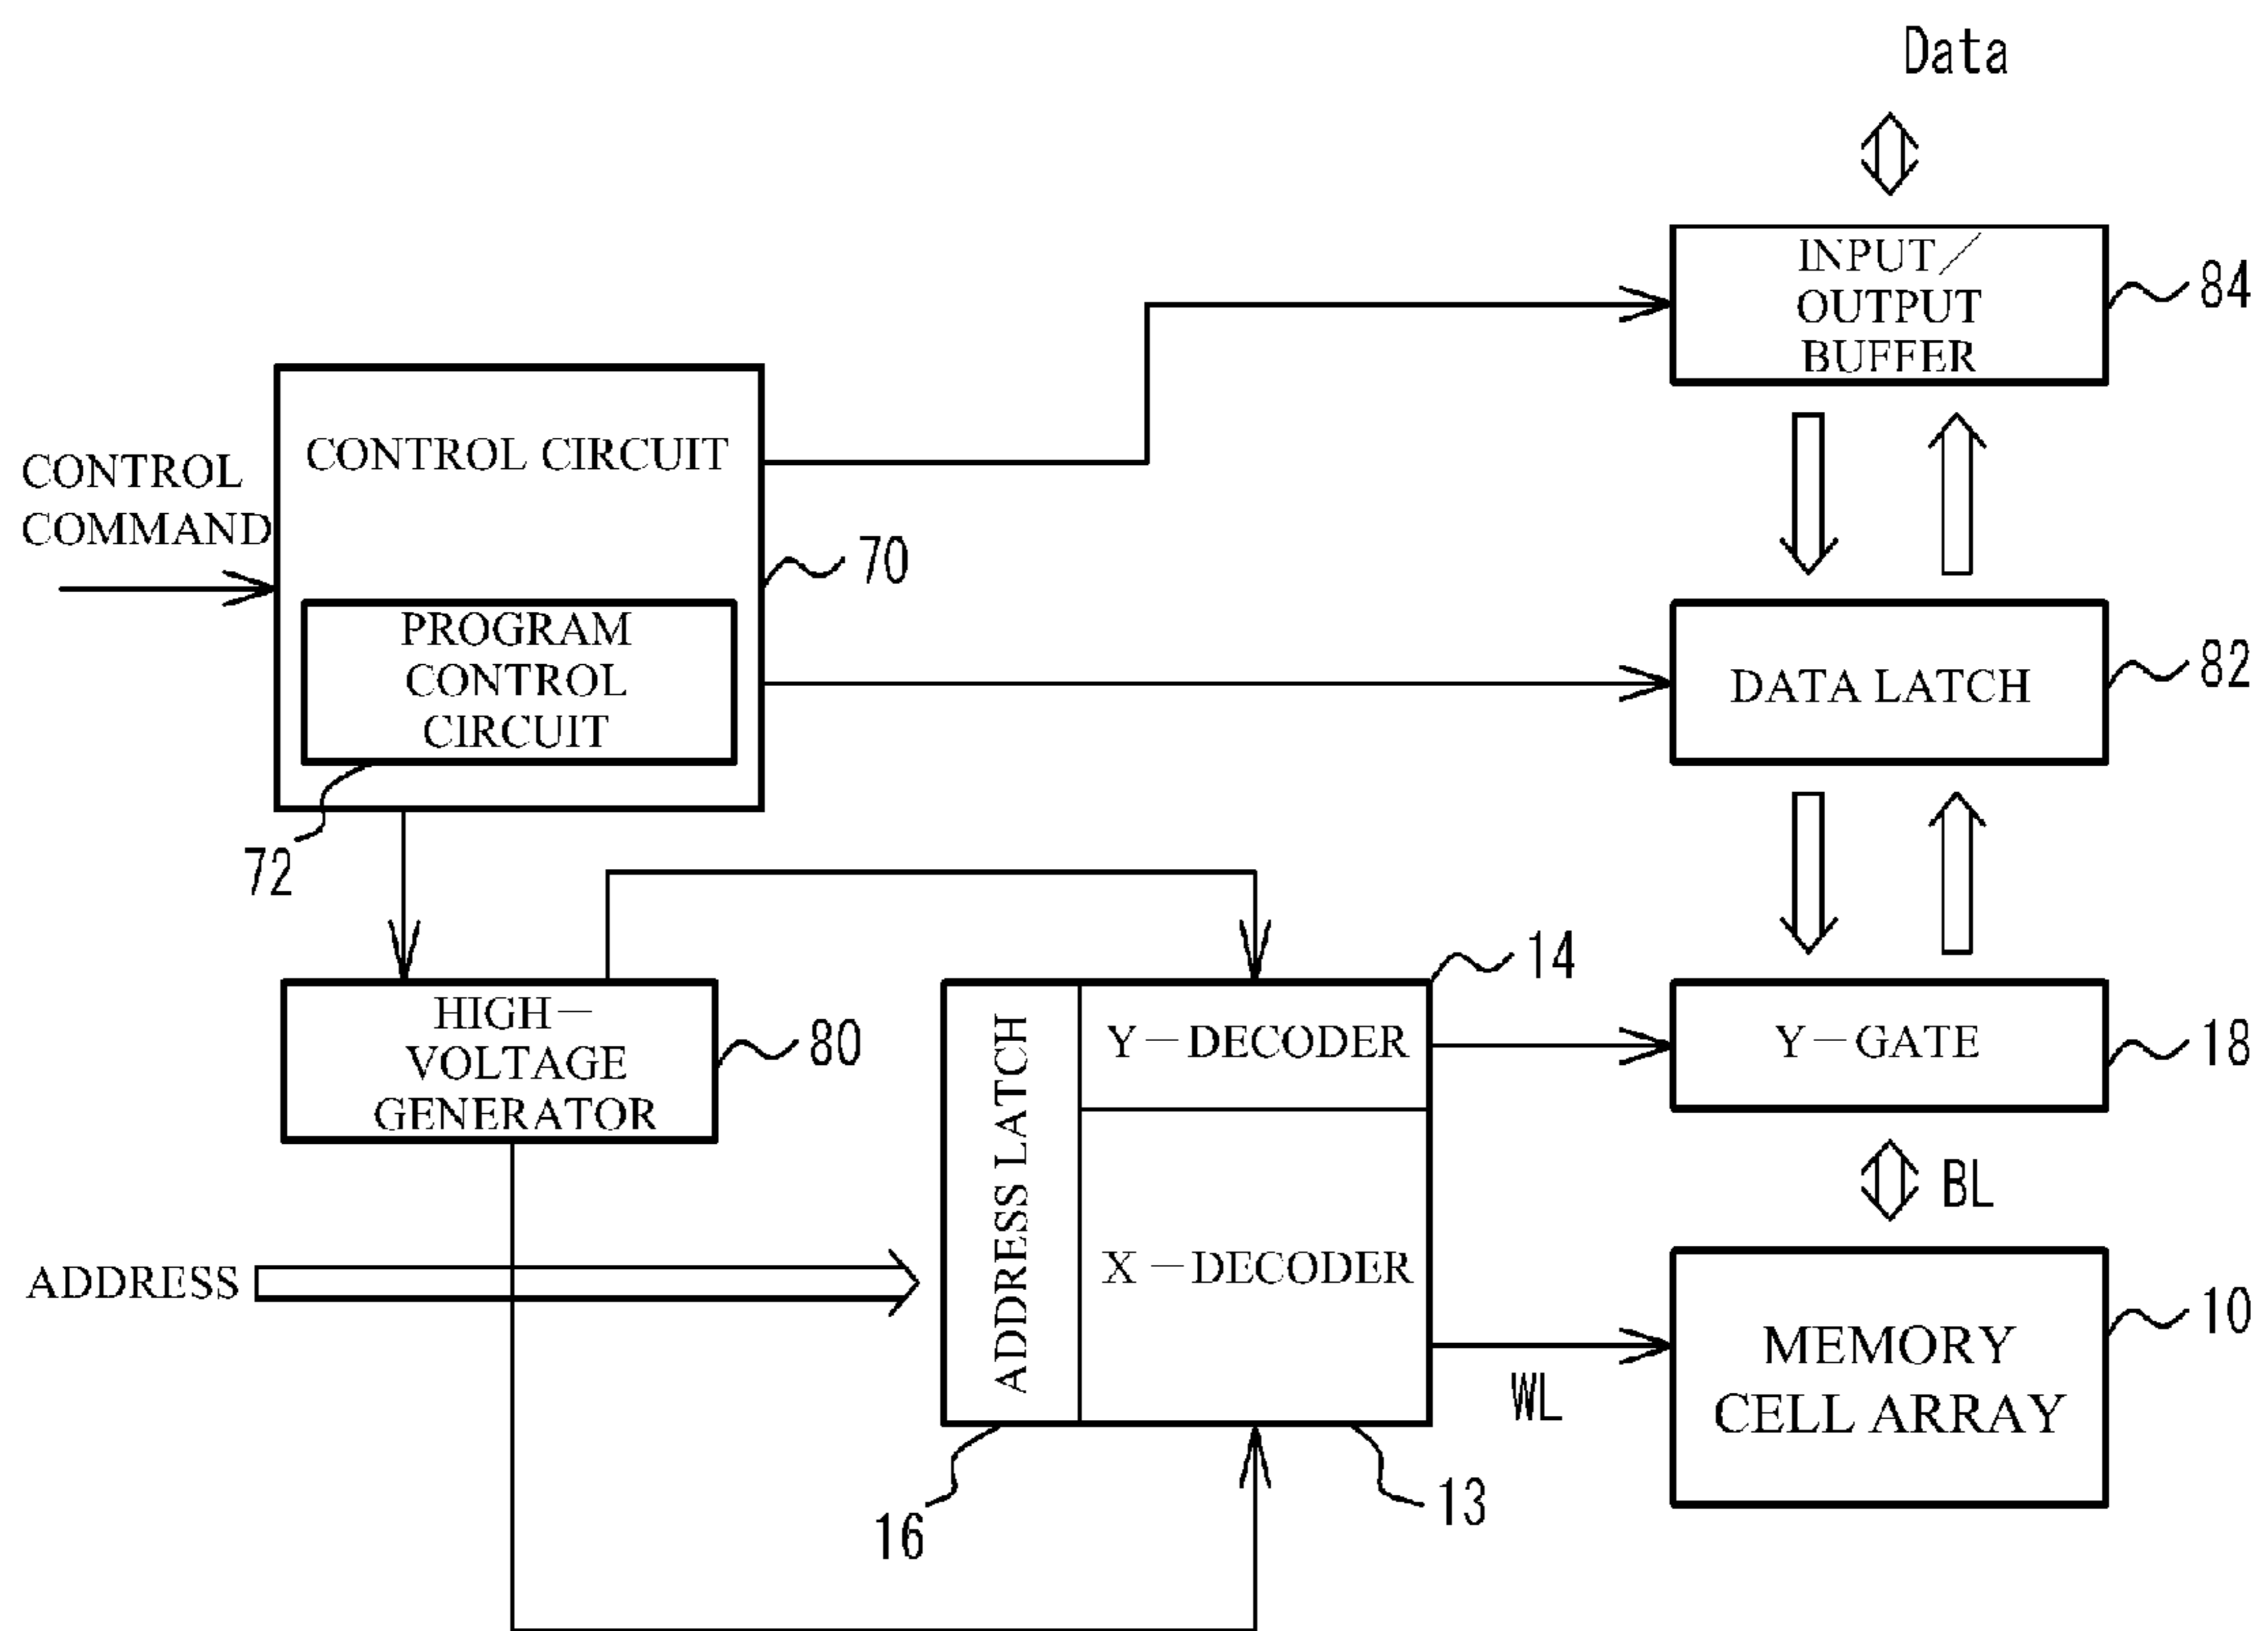 Data
INPUT/
OUTPUT
BUFFER
84
CONTROL
COMMAND
CONTROL CIRCUIT
70
PROGRAM
CONTROL
CIRCUIT
72
DATA LATCH
82
HIGH-
VOLTAGE
GENERATOR
80
14
ADDRESS LATCH
Y-DECODER
X-DECODER
Y-GATE
18
BL
ADDRESS
WL
MEMORY
CELL ARRAY
10
16
13